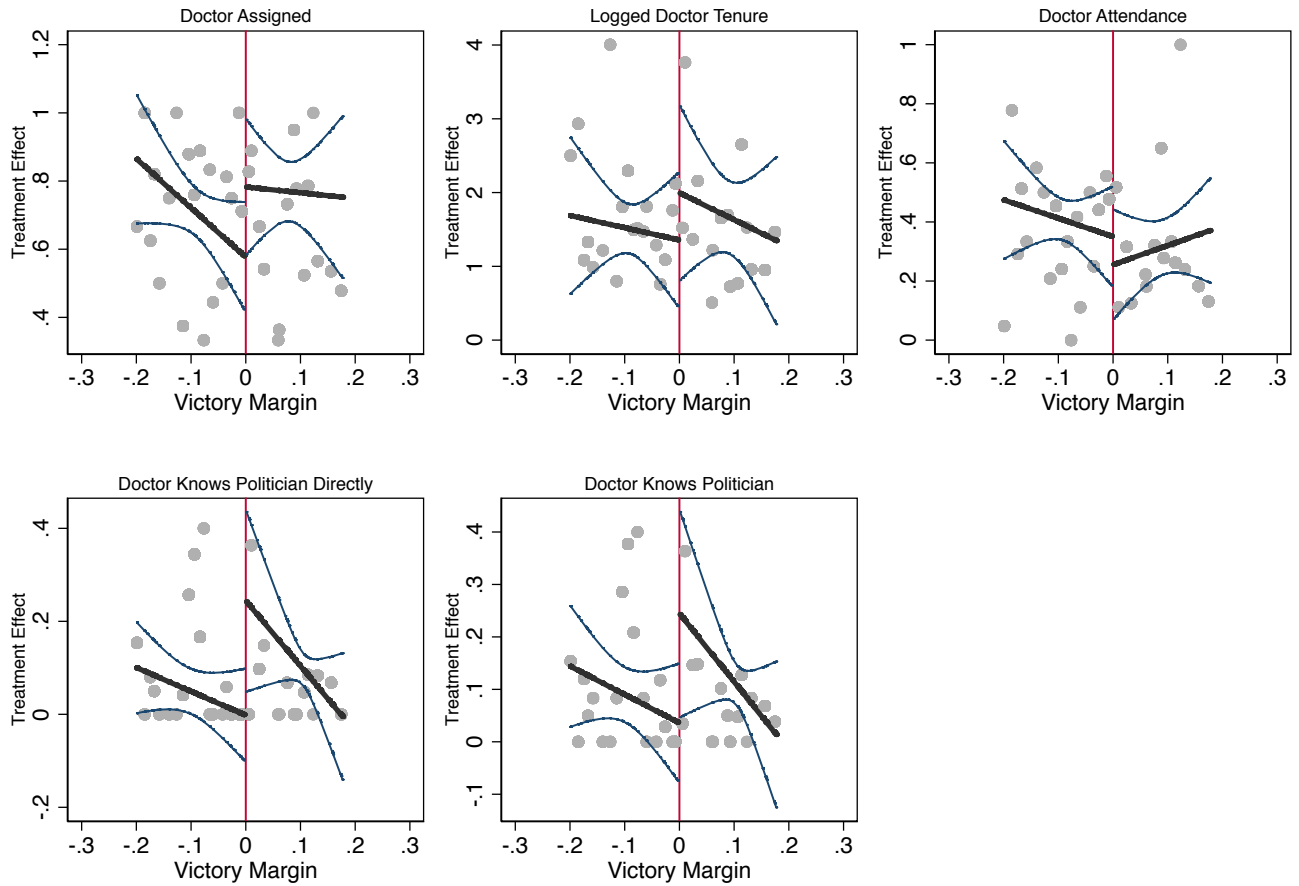 Doctor Assigned
Treatment Effect
1.2
1
.8
.6
.4
-.3 -.2 -.1 0 .1 .2 .3
Victory Margin
Logged Doctor Tenure
Treatment Effect
4
3
2
1
0
-.3 -.2 -.1 0 .1 .2 .3
Victory Margin
Doctor Attendance
Treatment Effect
1
.8
.6
.4
.2
0
-.3 -.2 -.1 0 .1 .2 .3
Victory Margin
Doctor Knows Politician Directly
Treatment Effect
.4
.2
0
-.2
-.3 -.2 -.1 0 .1 .2 .3
Victory Margin
Doctor Knows Politician
Treatment Effect
.4
.3
.2
.1
0
-.1
-.3 -.2 -.1 0 .1 .2 .3
Victory Margin